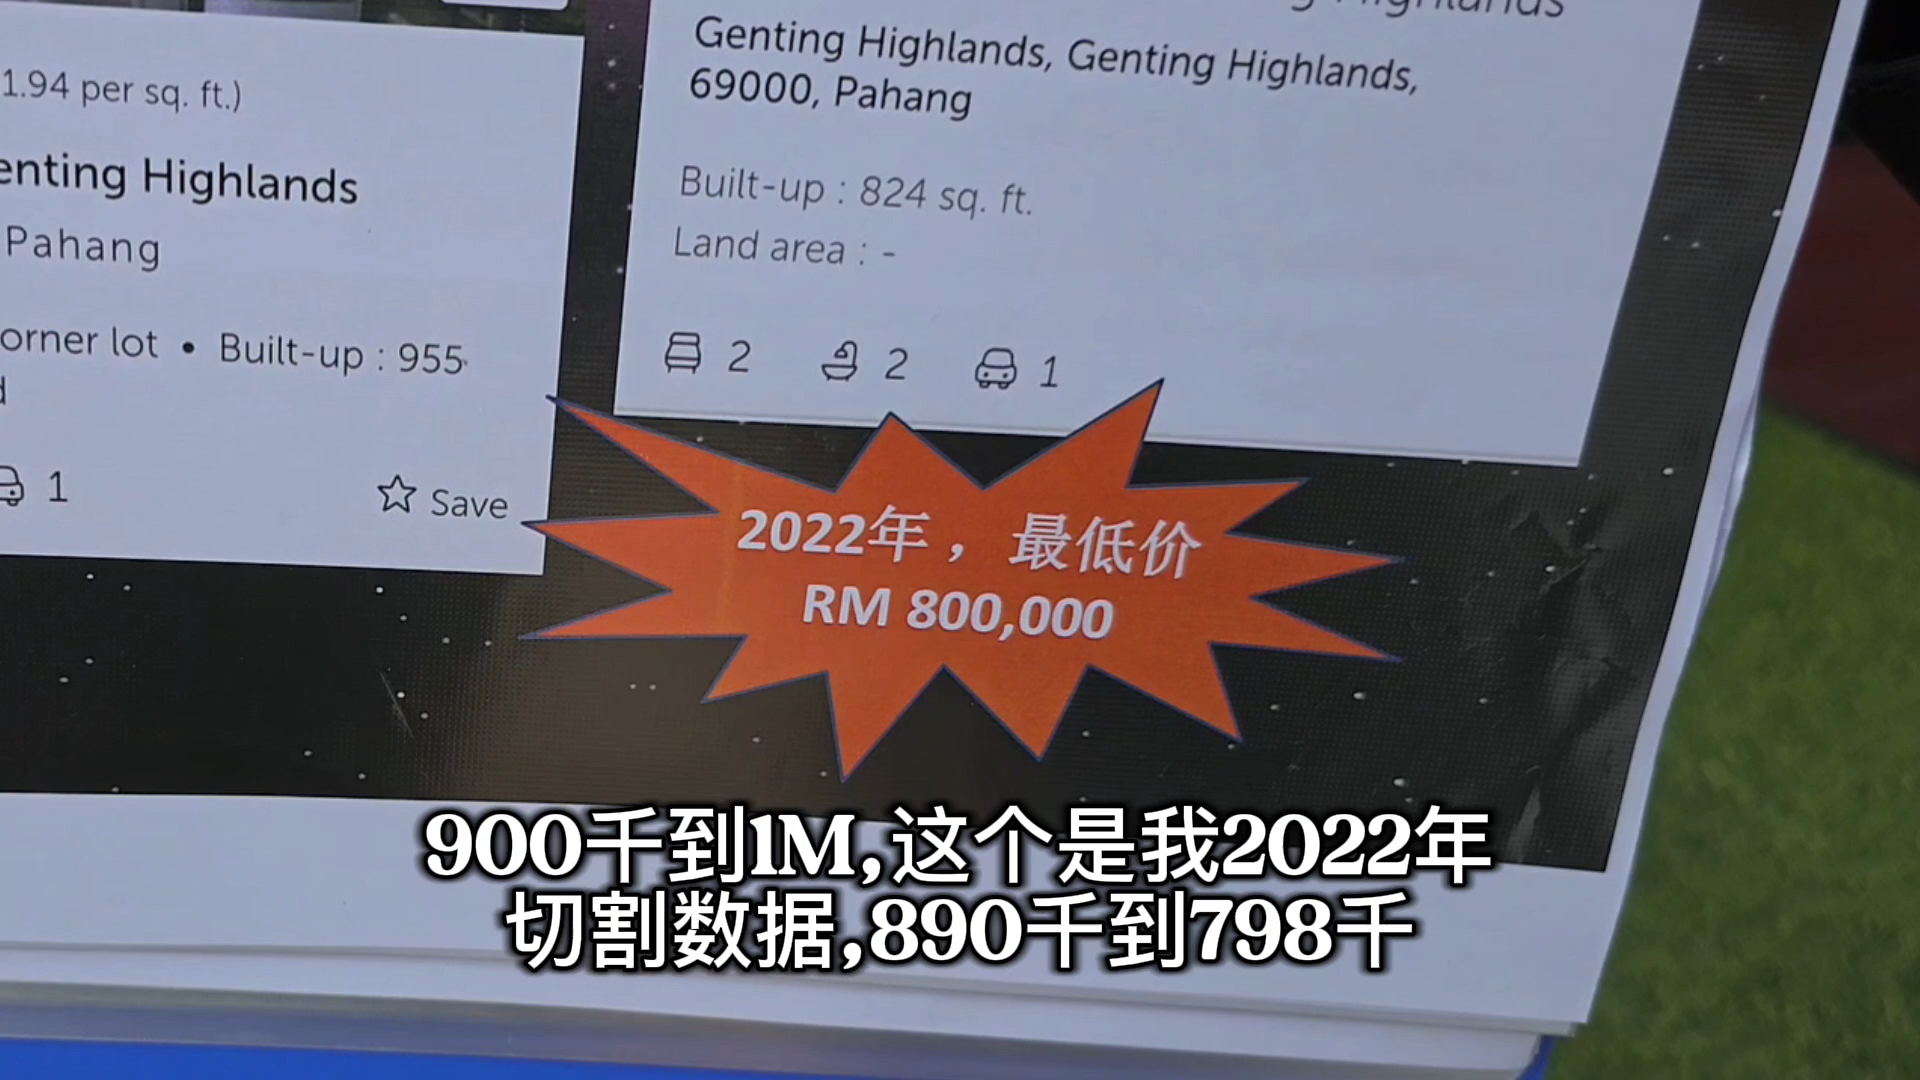 1.94 per sq. ft.)
enting Highlands
Pahang
orner lot • Built-up : 955
1
Save
Highlands
Genting Highlands, Genting Highlands,
69000, Pahang
Built-up : 824 sq. ft.
Land area : -
2 2 1
2022年，最低价
RM 800,000
900千到1M,这个是我2022年
切割数据,890千到798千